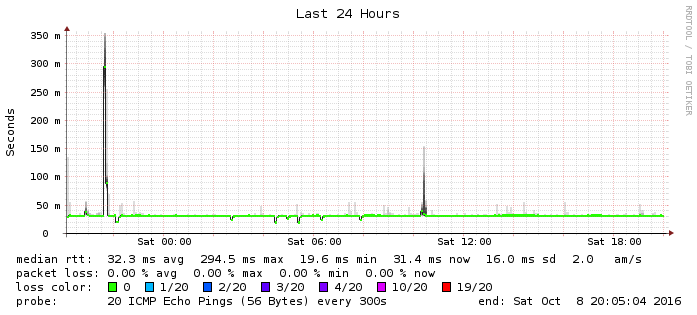 Last 24 Hours
RRDTOOL / TOBI OETIKER
Seconds
350 m
300 m
250 m
200 m
150 m
100 m
50 m
0
Sat 00:00 Sat 06:00 Sat 12:00 Sat 18:00
median rtt: 32.3 ms avg 294.5 ms max 19.6 ms min 31.4 ms now 16.0 ms sd 2.0 am/s
packet loss: 0.00 % avg 0.00 % max 0.00 % min 0.00 % now
loss color: 0 1/20 2/20 3/20 4/20 10/20 19/20
probe: 20 ICMP Echo Pings (56 Bytes) every 300s end: Sat Oct 8 20:05:04 2016